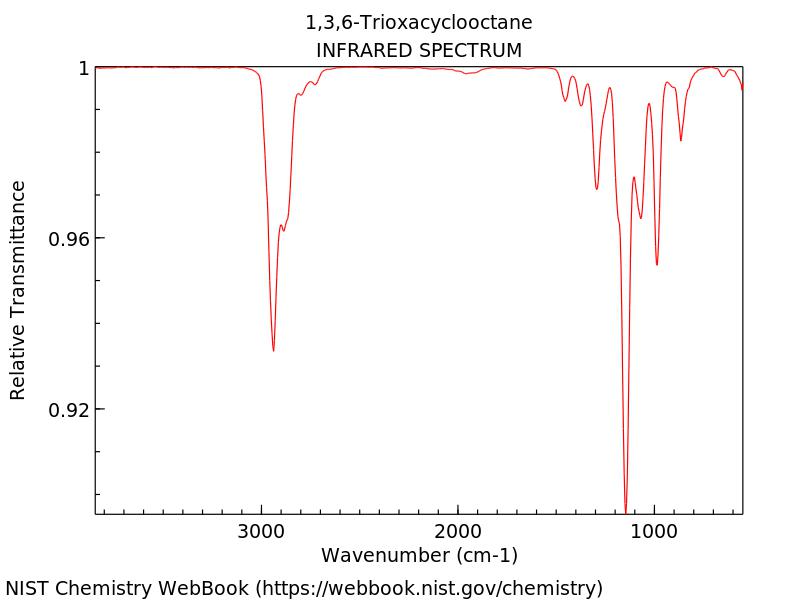 1,3,6-Trioxacyclooctane
INFRARED SPECTRUM
1
0.96
0.92
Relative Transmittance
3000 2000 1000
Wavenumber (cm-1)
NIST Chemistry WebBook (https://webbook.nist.gov/chemistry)